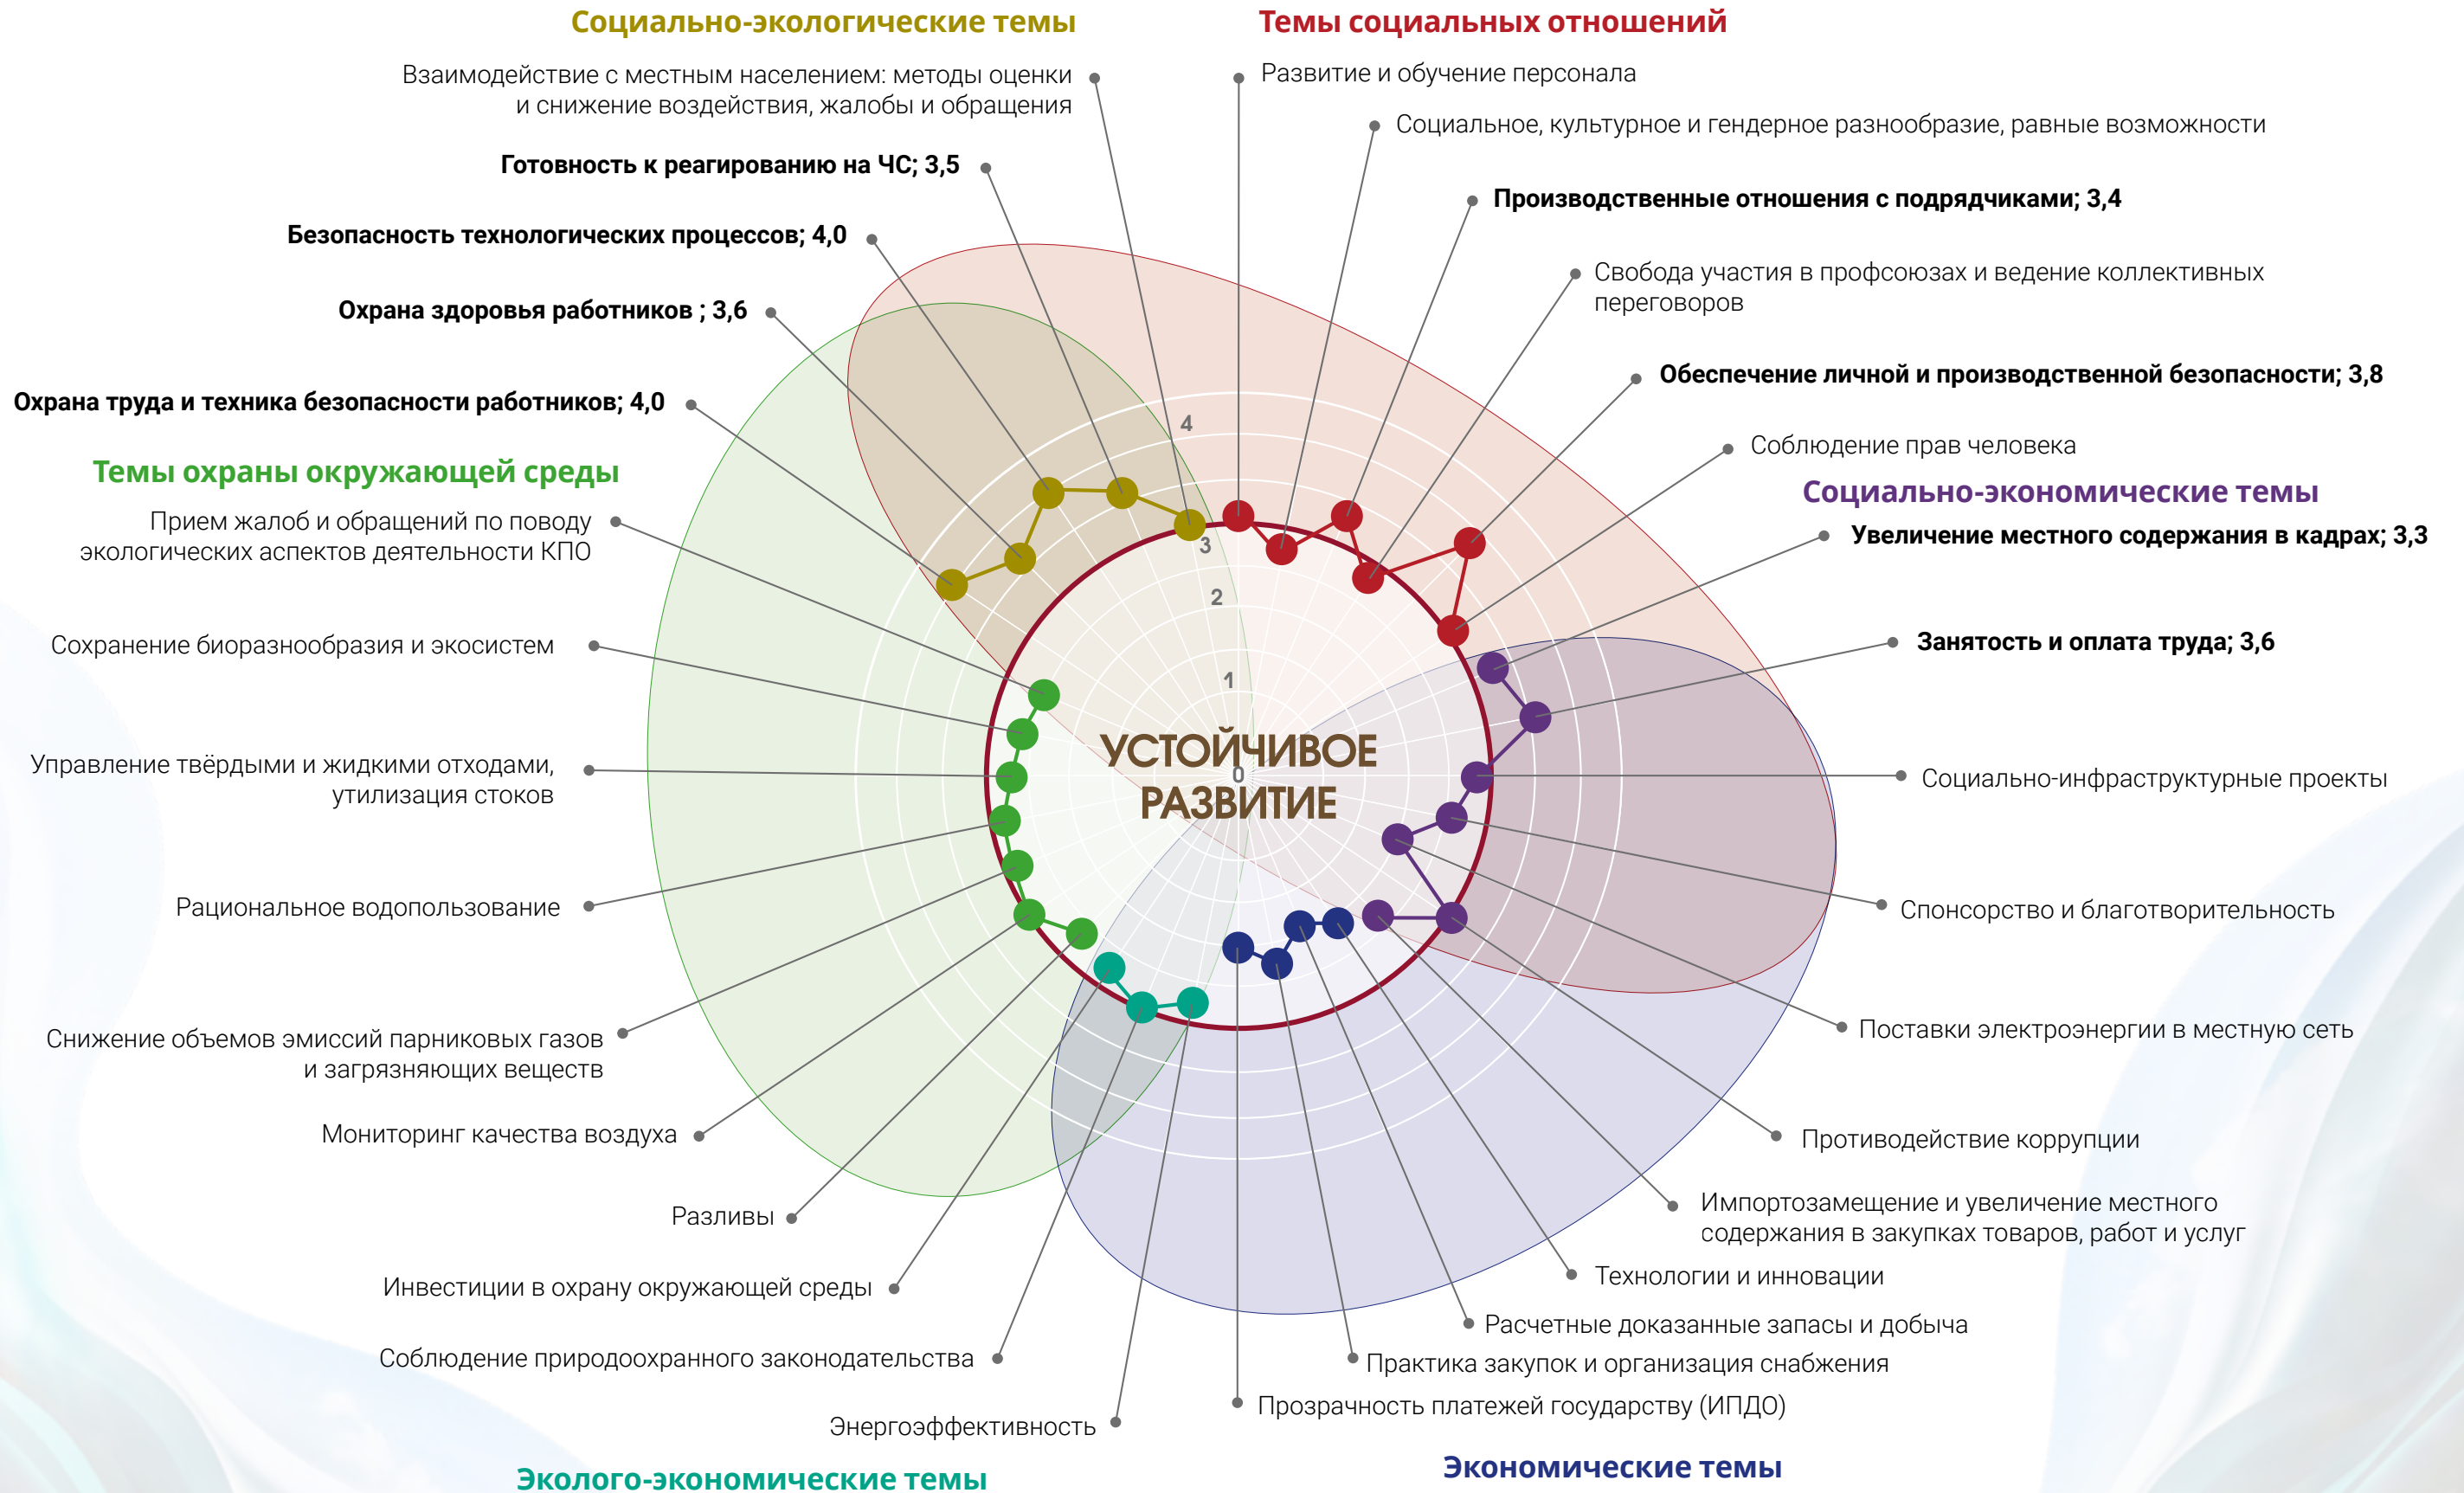 Социально-экологические темы
Темы социальных отношений
Взаимодействие с местным населением: методы оценки
и снижение воздействия, жалобы и обращения
Развитие и обучение персонала
Социальное, культурное и гендерное разнообразие, равные возможности
Готовность к реагированию на ЧС; 3,5
Производственные отношения с подрядчиками; 3,4
Безопасность технологических процессов; 4,0
Свобода участия в профсоюзах и ведение коллективных
переговоров
Охрана здоровья работников ; 3,6
Обеспечение личной и производственной безопасности; 3,8
Охрана труда и техника безопасности работников; 4,0
Соблюдение прав человека
Темы охраны окружающей среды
Социально-экономические темы
Прием жалоб и обращений по поводу
экологических аспектов деятельности КПО
Увеличение местного содержания в кадрах; 3,3
Сохранение биоразнообразия и экосистем
Занятость и оплата труда; 3,6
4
3
2
1
0
УСТОЙЧИВОЕ
РАЗВИТИЕ
Управление твёрдыми и жидкими отходами,
утилизация стоков
Социально-инфраструктурные проекты
Рациональное водопользование
Спонсорство и благотворительность
Снижение объемов эмиссий парниковых газов
и загрязняющих веществ
Поставки электроэнергии в местную сеть
Мониторинг качества воздуха
Противодействие коррупции
Разливы
Импортозамещение и увеличение местного
содержания в закупках товаров, работ и услуг
Инвестиции в охрану окружающей среды
Технологии и инновации
Расчетные доказанные запасы и добыча
Соблюдение природоохранного законодательства
Практика закупок и организация снабжения
Прозрачность платежей государству (ИПДО)
Энергоэффективность
Эколого-экономические темы
Экономические темы